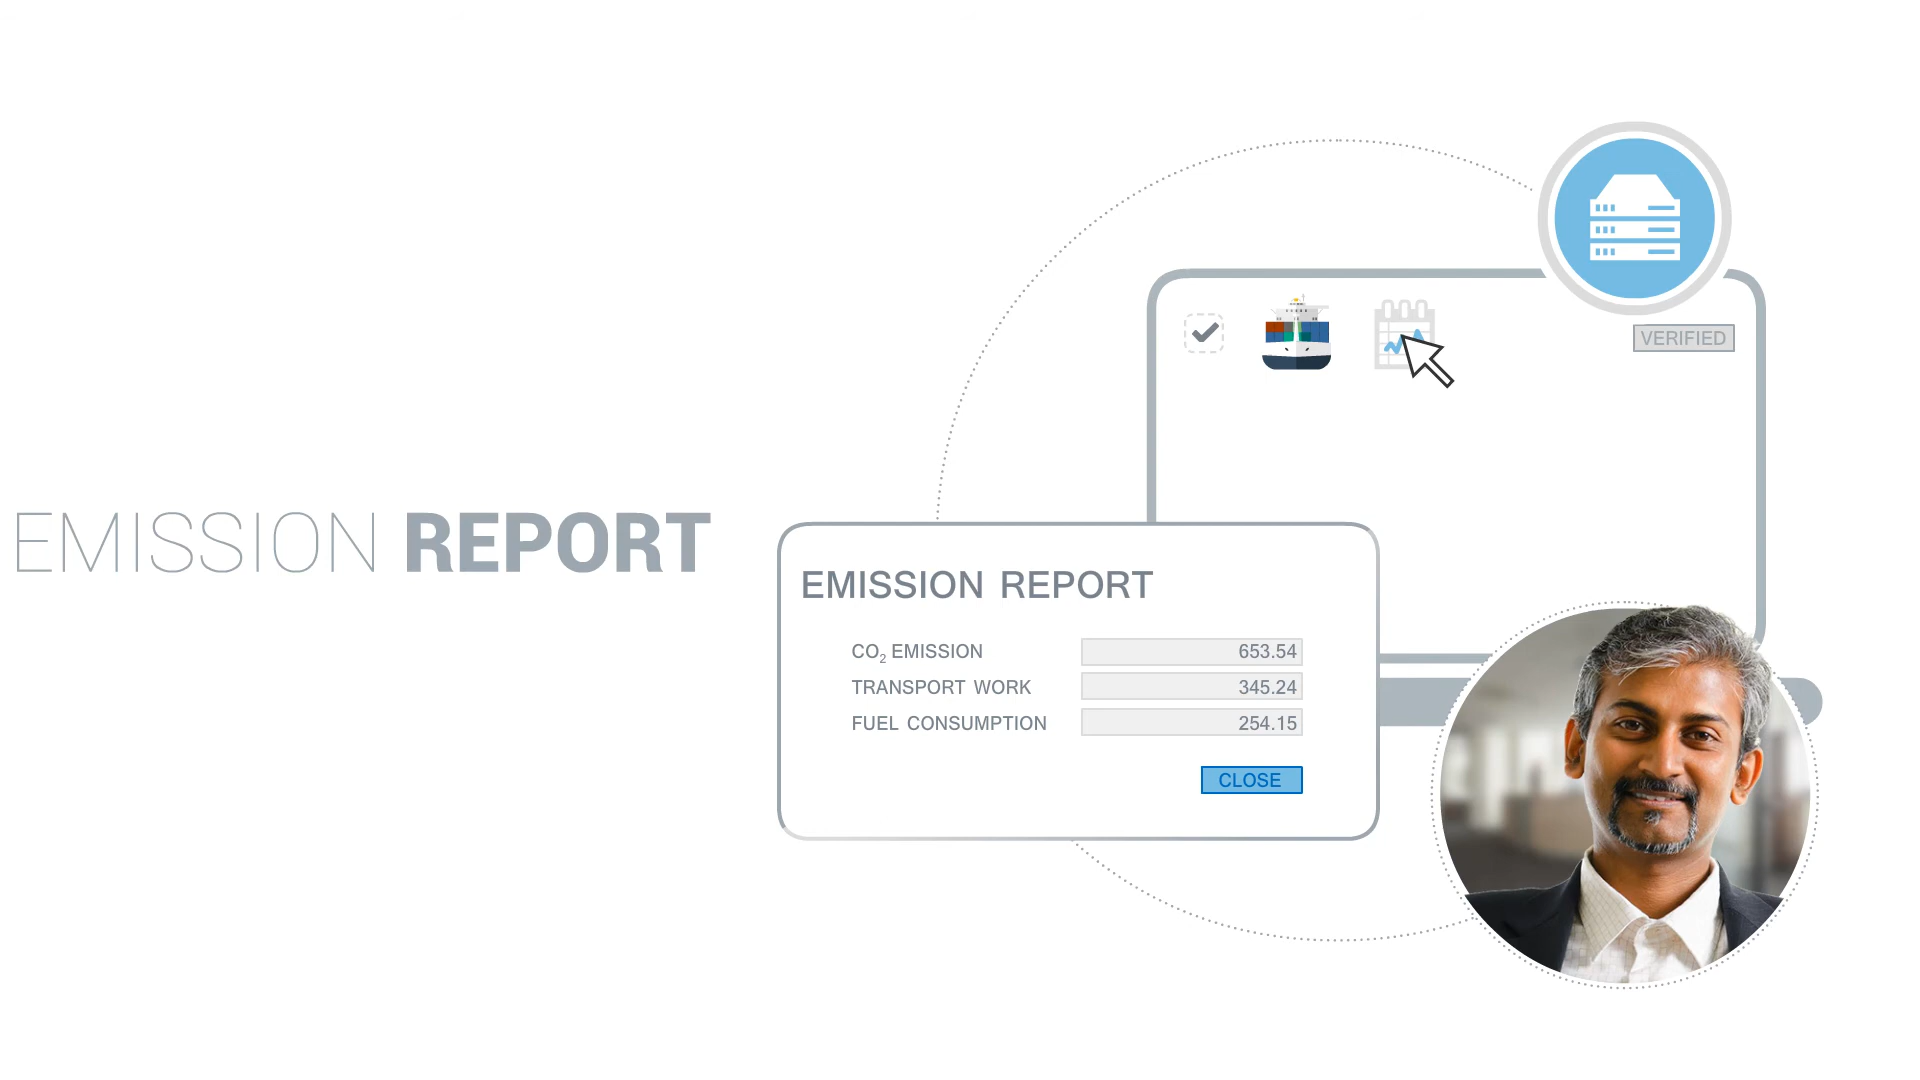 EMISSION REPORT
VERIFIED
EMISSION REPORT
CO₂ EMISSION 653.54
TRANSPORT WORK 345.24
FUEL CONSUMPTION 254.15
CLOSE